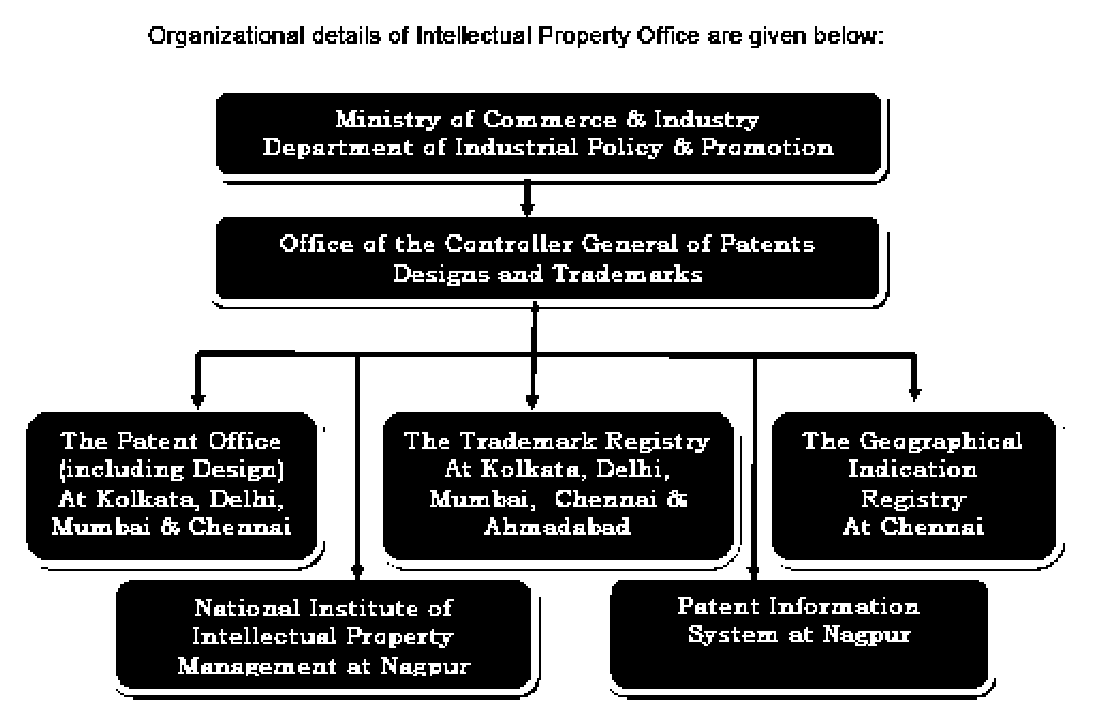 Organizational details of Intellectual Property Office are given below:
Ministry of Commerce & Industry
Department of Industrial Policy & Promotion
Office of the Controller General of Patents
Designs and Trademarks
The Patent Office
(including Design)
At Kolkata, Delhi,
Mumbai & Chennai
The Trademark Registry
At Kolkata, Delhi,
Mumbai, Chennai &
Ahmadabad
The Geographical
Indication
Registry
At Chennai
National Institute of
Intellectual Property
Management at Nagpur
Patent Information
System at Nagpur